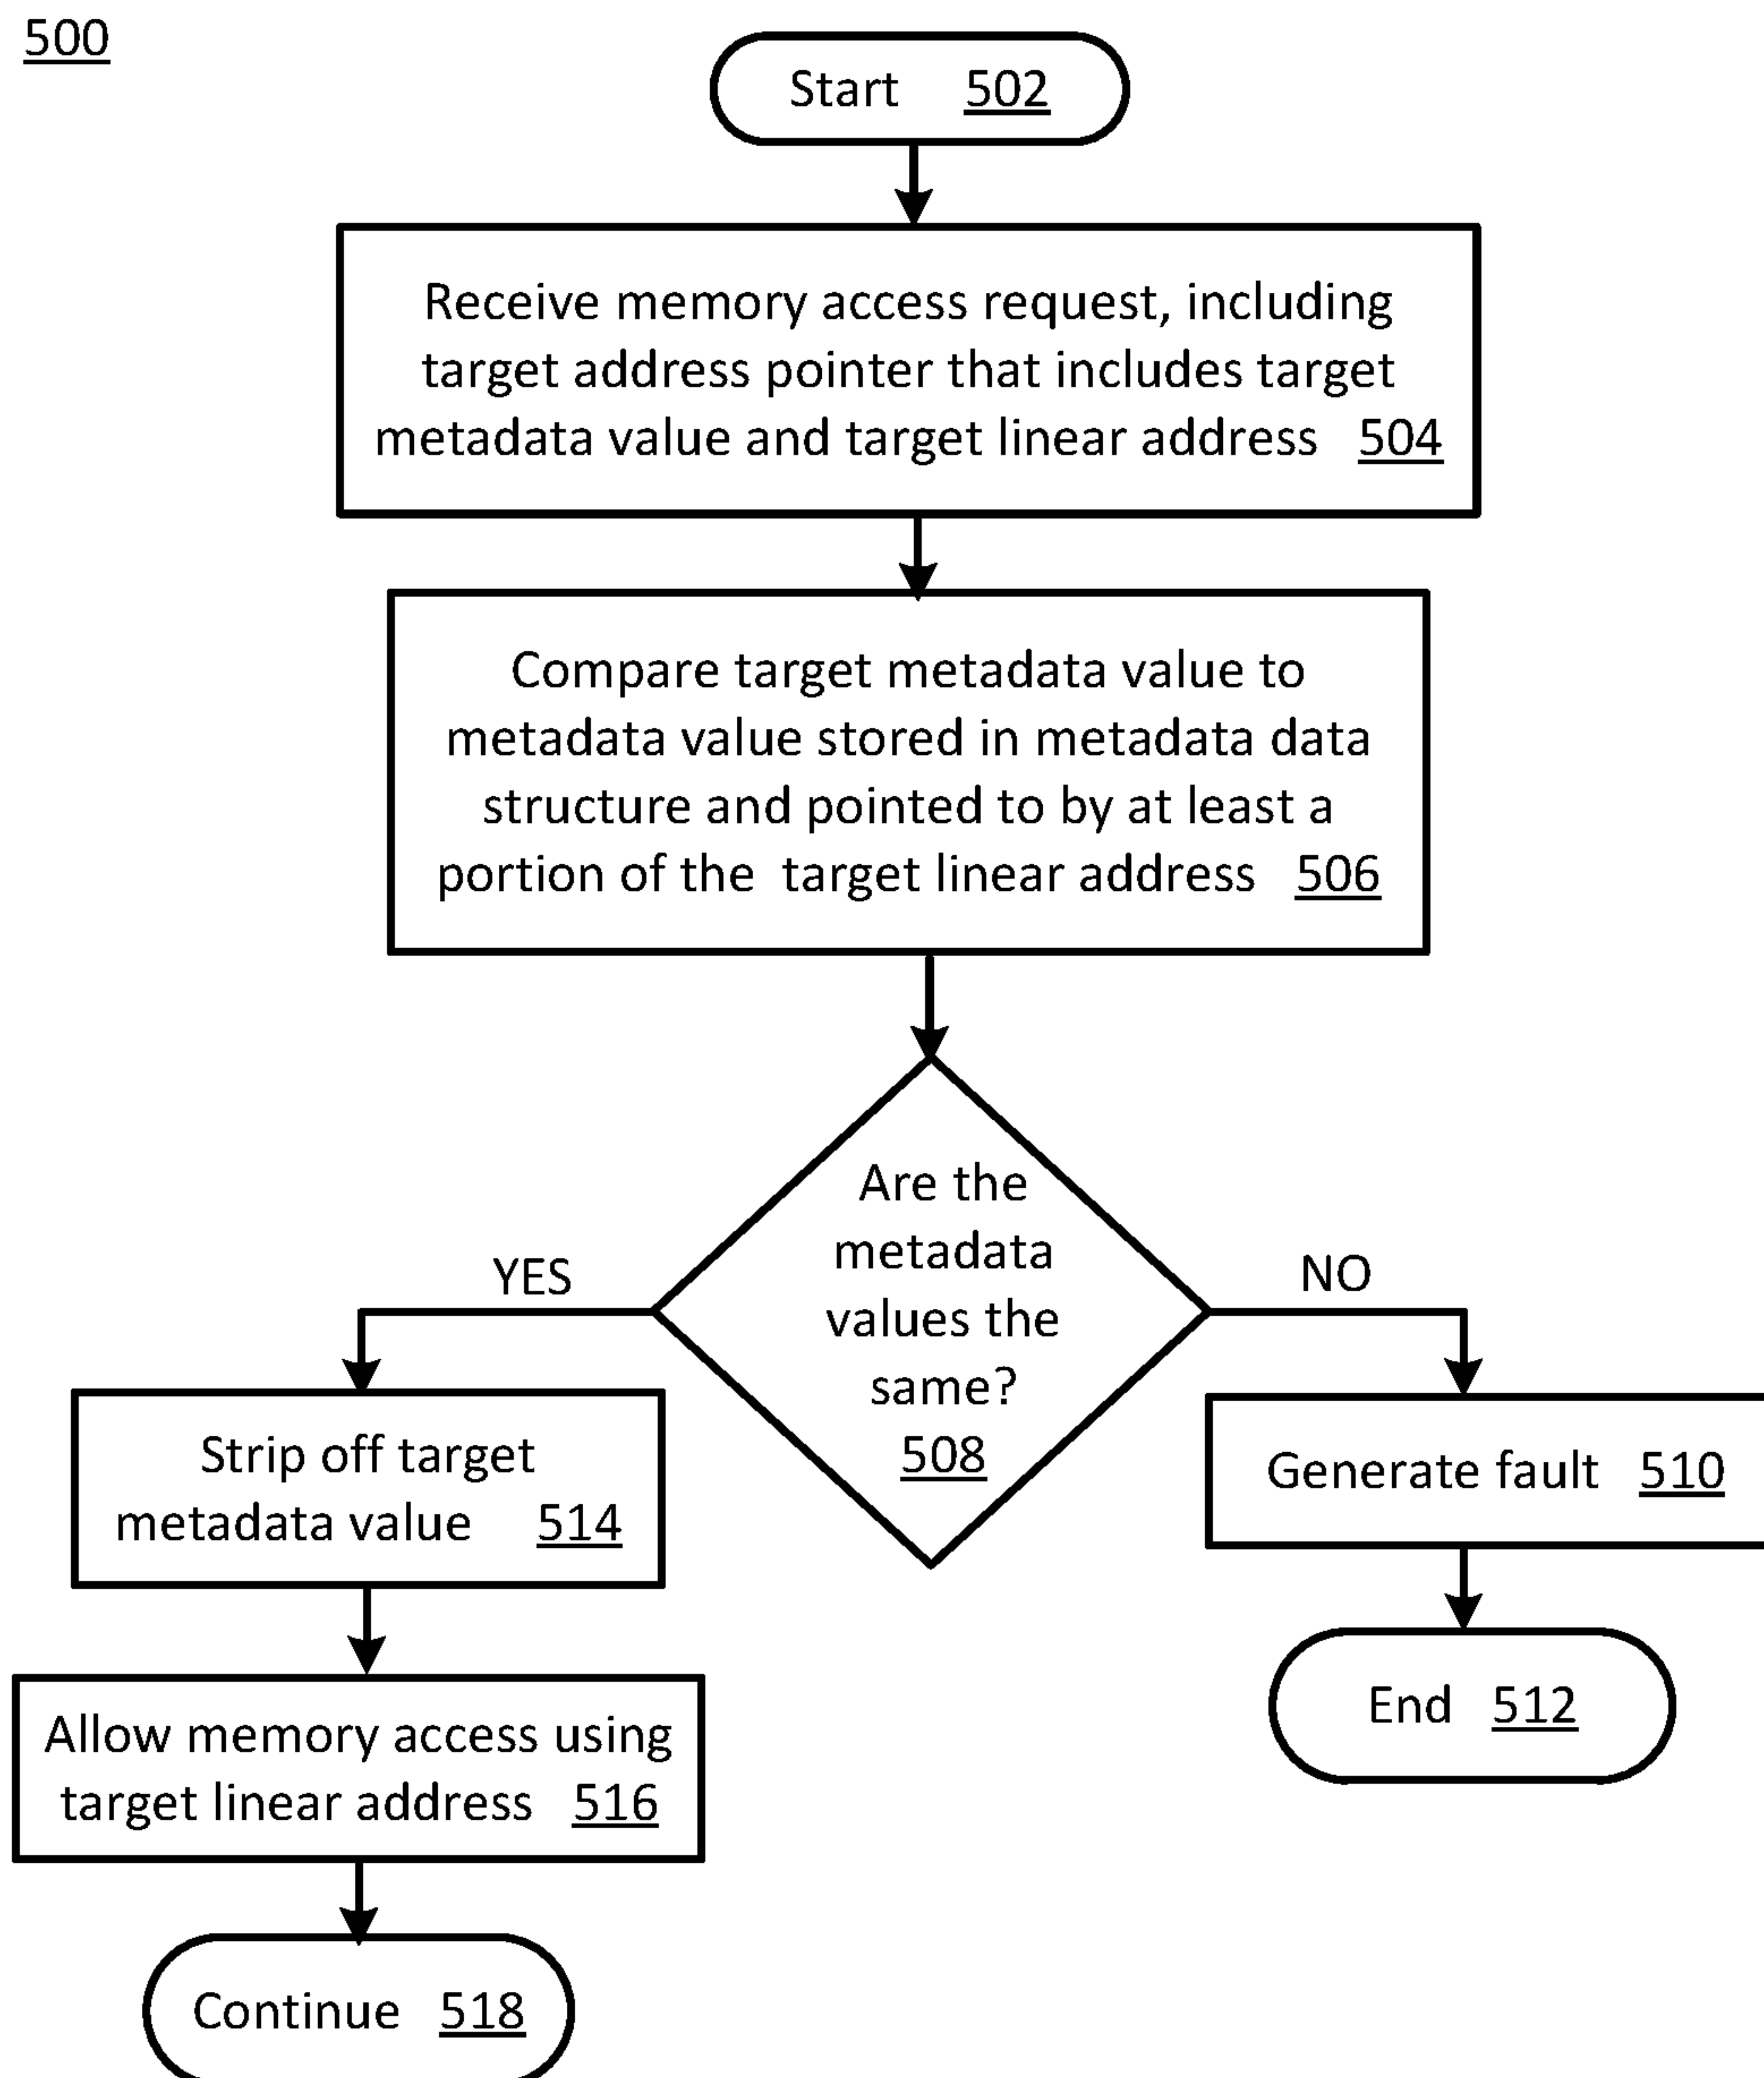 500
Start 502
Receive memory access request, including
target address pointer that includes target
metadata value and target linear address 504
Compare target metadata value to
metadata value stored in metadata data
structure and pointed to by at least a
portion of the target linear address 506
Are the
metadata
values the
same?
508
YES
NO
Strip off target
metadata value 514
Generate fault 510
Allow memory access using
target linear address 516
End 512
Continue 518